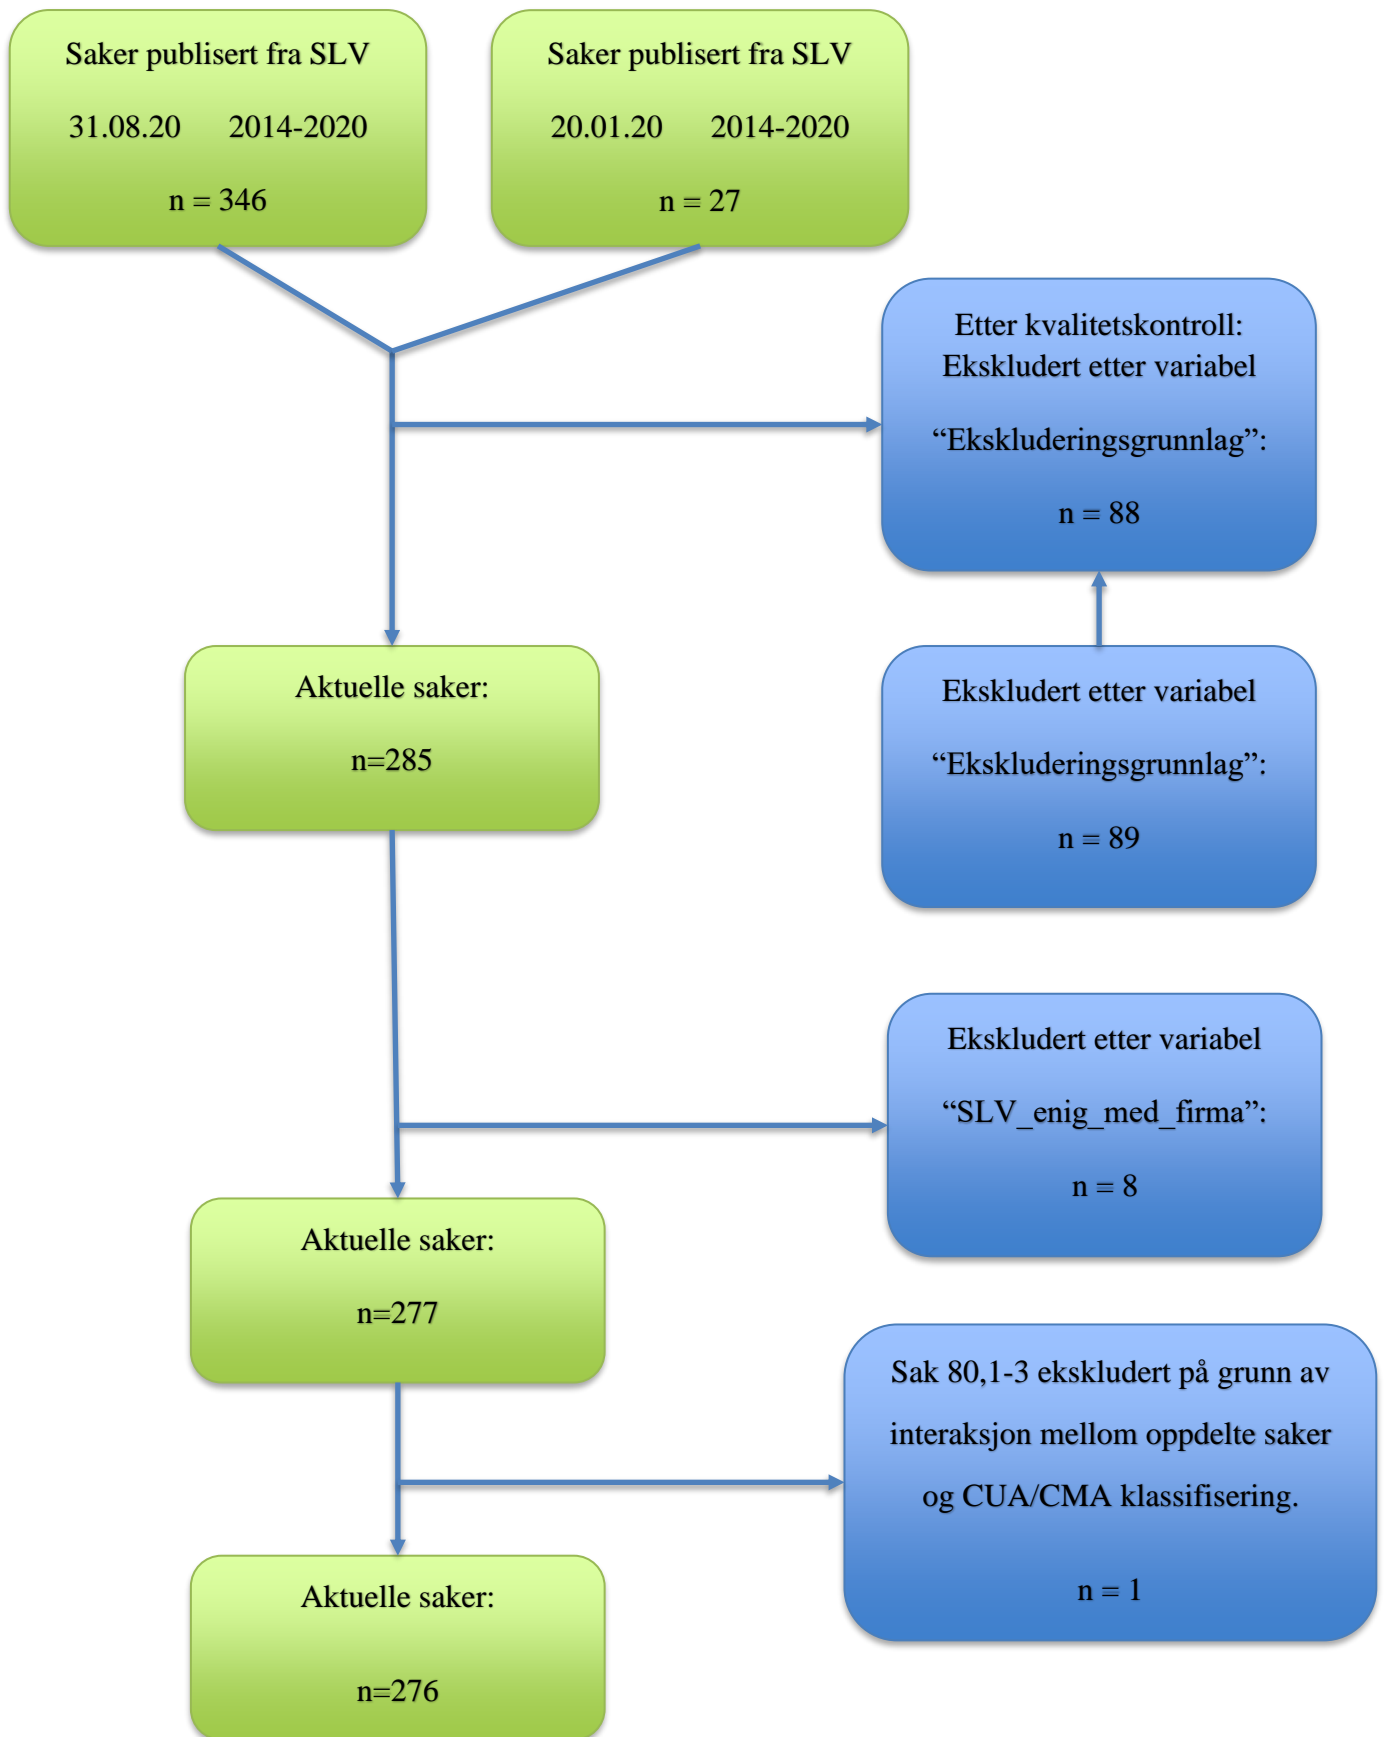 Saker publisert fra SLV
31.08.20 2014-2020
n = 346
Saker publisert fra SLV
20.01.20 2014-2020
n = 27
Etter kvalitetskontroll:
Ekskludert etter variabel
“Ekskluderingsgrunnlag”:
n = 88
Aktuelle saker:
n=285
Ekskludert etter variabel
“Ekskluderingsgrunnlag”:
n = 89
Ekskludert etter variabel
“SLV_enig_med_firma”:
n = 8
Aktuelle saker:
n=277
Sak 80,1-3 ekskludert på grunn av
interaksjon mellom oppdelte saker
og CUA/CMA klassifisering.
n = 1
Aktuelle saker:
n=276